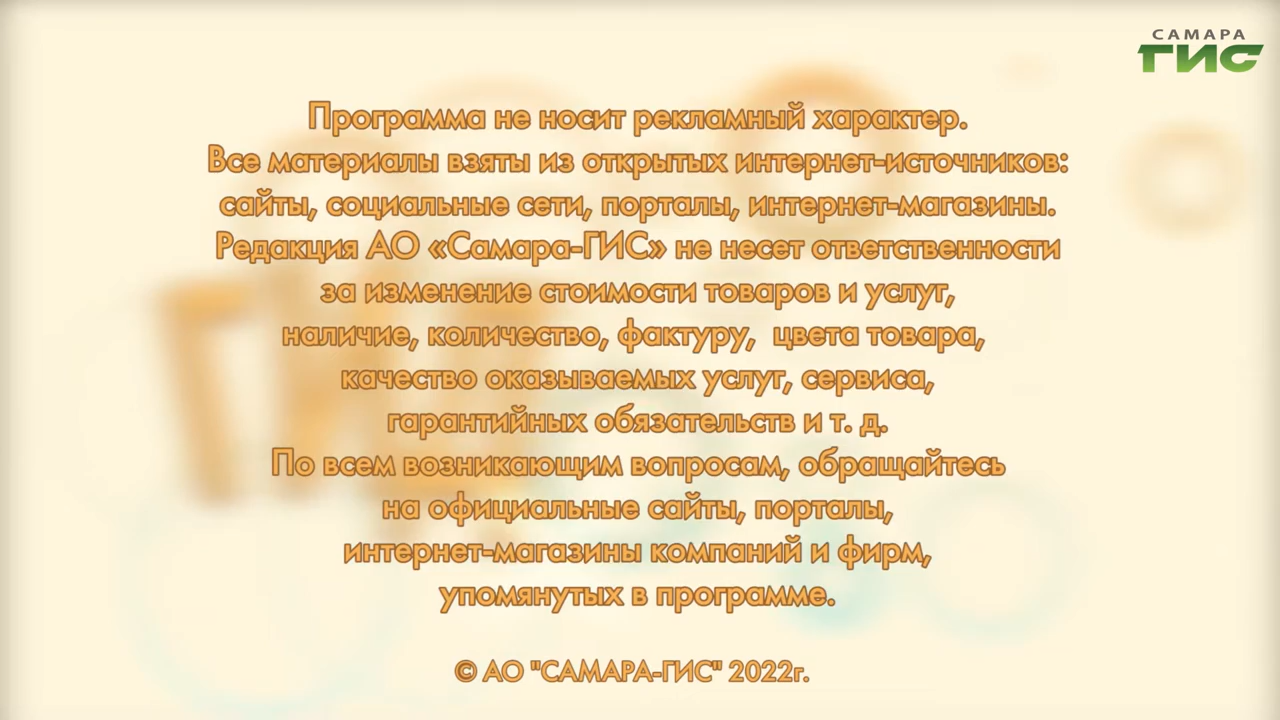 САМАРА
ГИС
Программа не носит рекламный характер.
Все материалы взяты из открытых интернет-источников:
сайты, социальные сети, порталы, интернет-магазины.
Редакция АО «Самара-ГИС» не несет ответственности
за изменение стоимости товаров и услуг,
наличие, количество, фактуру, цвета товара,
качество оказываемых услуг, сервиса,
гарантийных обязательств и т. д.
По всем возникающим вопросам, обращайтесь
на официальные сайты, порталы,
интернет-магазины компаний и фирм,
упомянутых в программе.
© АО "САМАРА-ГИС" 2022г.